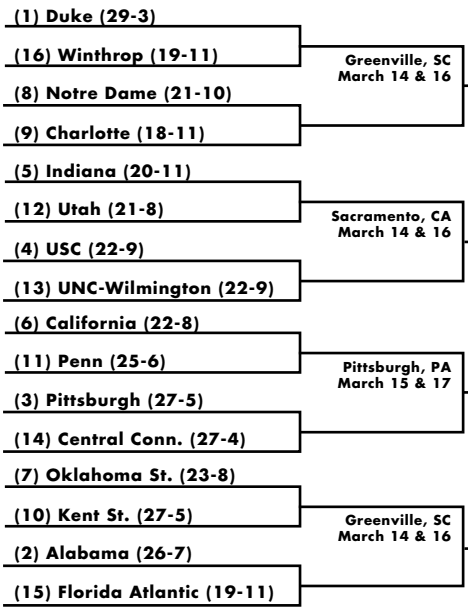 (1) Duke (29-3)
(16) Winthrop (19-11)
Greenville, SC
March 14 & 16
(8) Notre Dame (21-10)
(9) Charlotte (18-11)
(5) Indiana (20-11)
(12) Utah (21-8)
Sacramento, CA
March 14 & 16
(4) USC (22-9)
(13) UNC-Wilmington (22-9)
(6) California (22-8)
(11) Penn (25-6)
Pittsburgh, PA
March 15 & 17
(3) Pittsburgh (27-5)
(14) Central Conn. (27-4)
(7) Oklahoma St. (23-8)
(10) Kent St. (27-5)
Greenville, SC
March 14 & 16
(2) Alabama (26-7)
(15) Florida Atlantic (19-11)